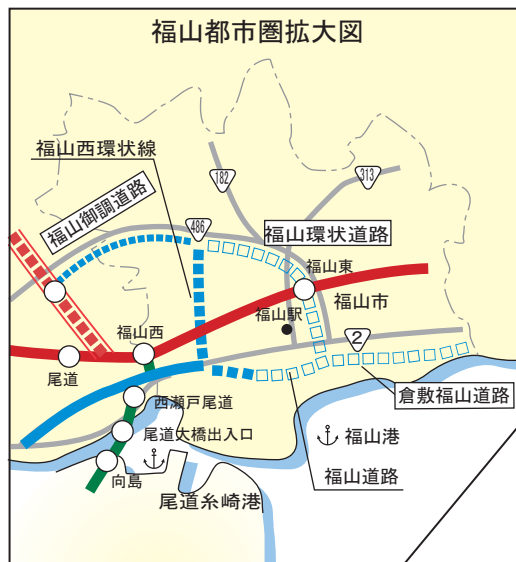 福山都市圏拡大図
福山西環状線
182
313
福山御調道路
486
福山環状道路
福山東
福山市
福山駅
福山西
2
尾道
倉敷福山道路
西瀬戸尾道
尾道大橋出入口
福山港
福山道路
向島
尾道糸崎港